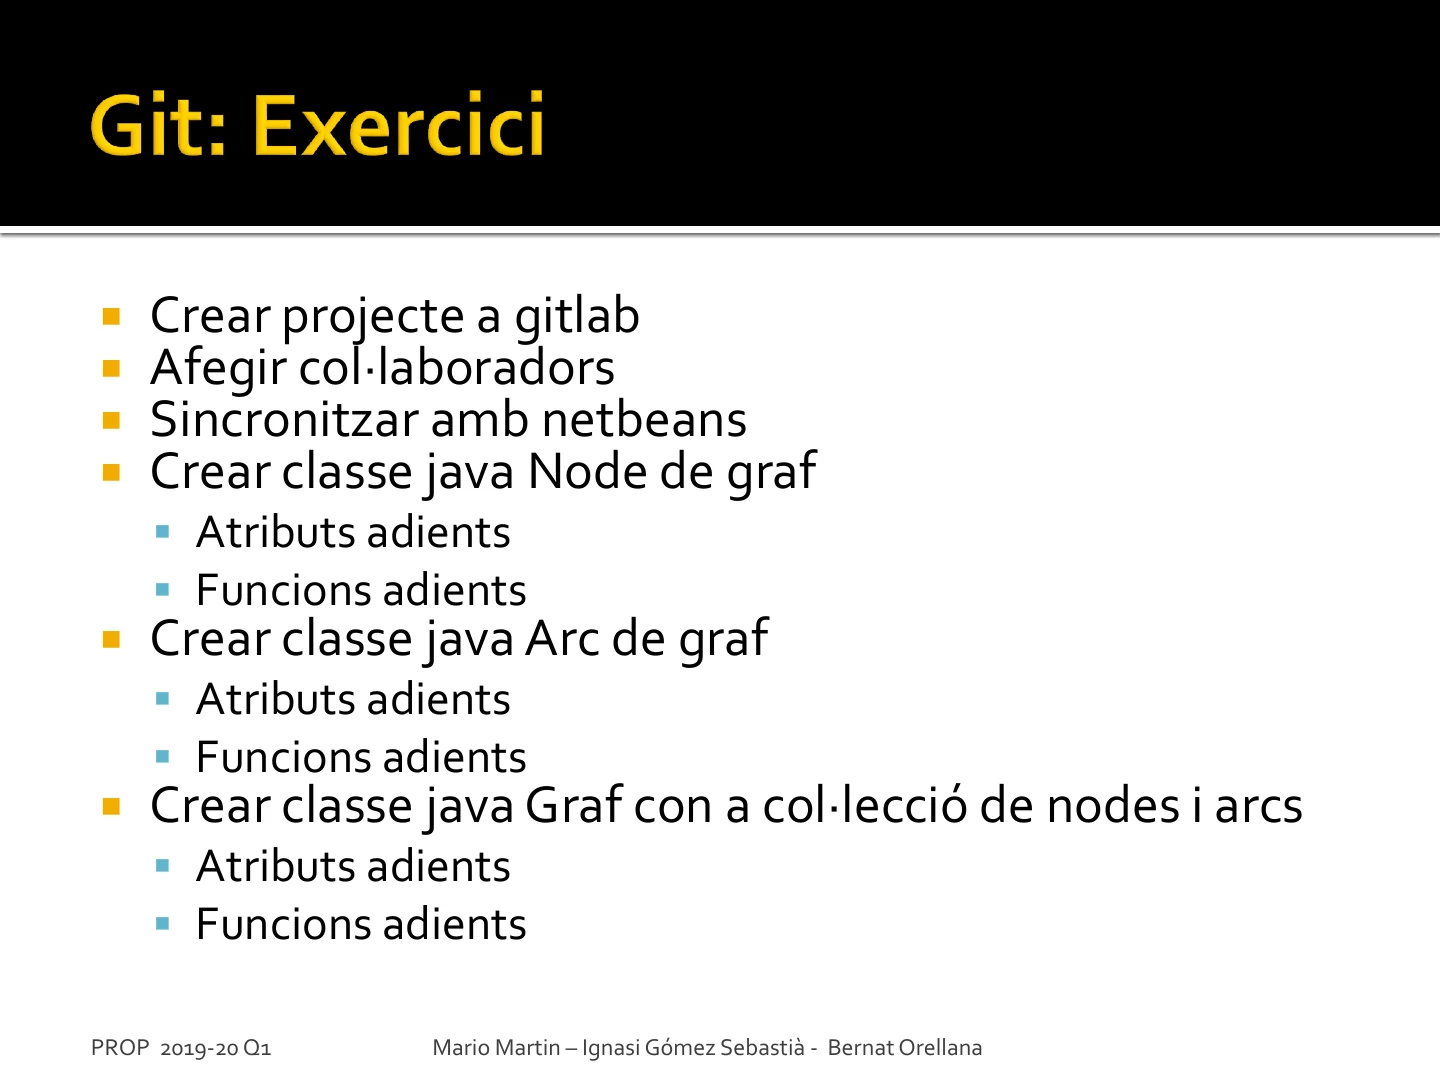 Git: Exercici
Crear projecte a gitlab
Afegir col·laboradors
Sincronitzar amb netbeans
Crear classe java Node de graf
Atributs adients
Funcions adients
Crear classe java Arc de graf
Atributs adients
Funcions adients
Crear classe java Graf con a col·lecció de nodes i arcs
Atributs adients
Funcions adients
PROP 2019-20 Q1 Mario Martin – Ignasi Gómez Sebastià - Bernat Orellana